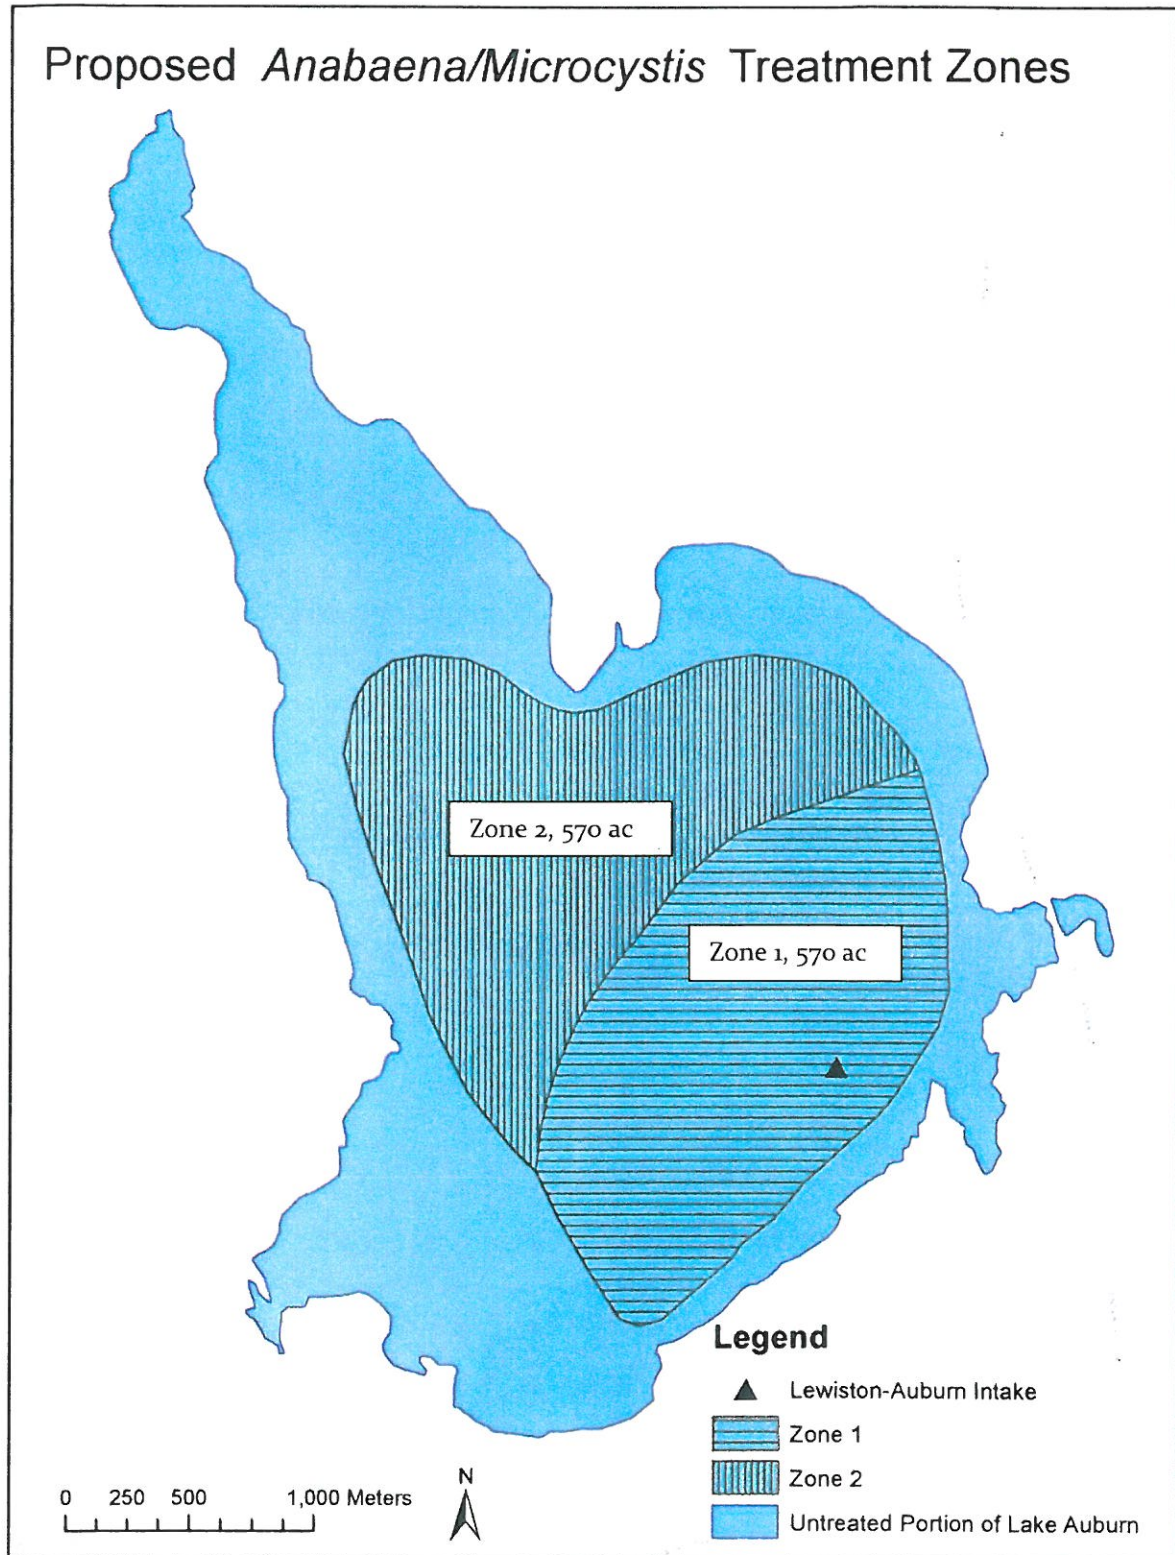 Proposed Anabaena/Microcystis Treatment Zones
Zone 2, 570 ac
Zone 1, 570 ac
Legend
Lewiston-Auburn Intake
Zone 1
Zone 2
Untreated Portion of Lake Auburn
N
0 250 500 1,000 Meters